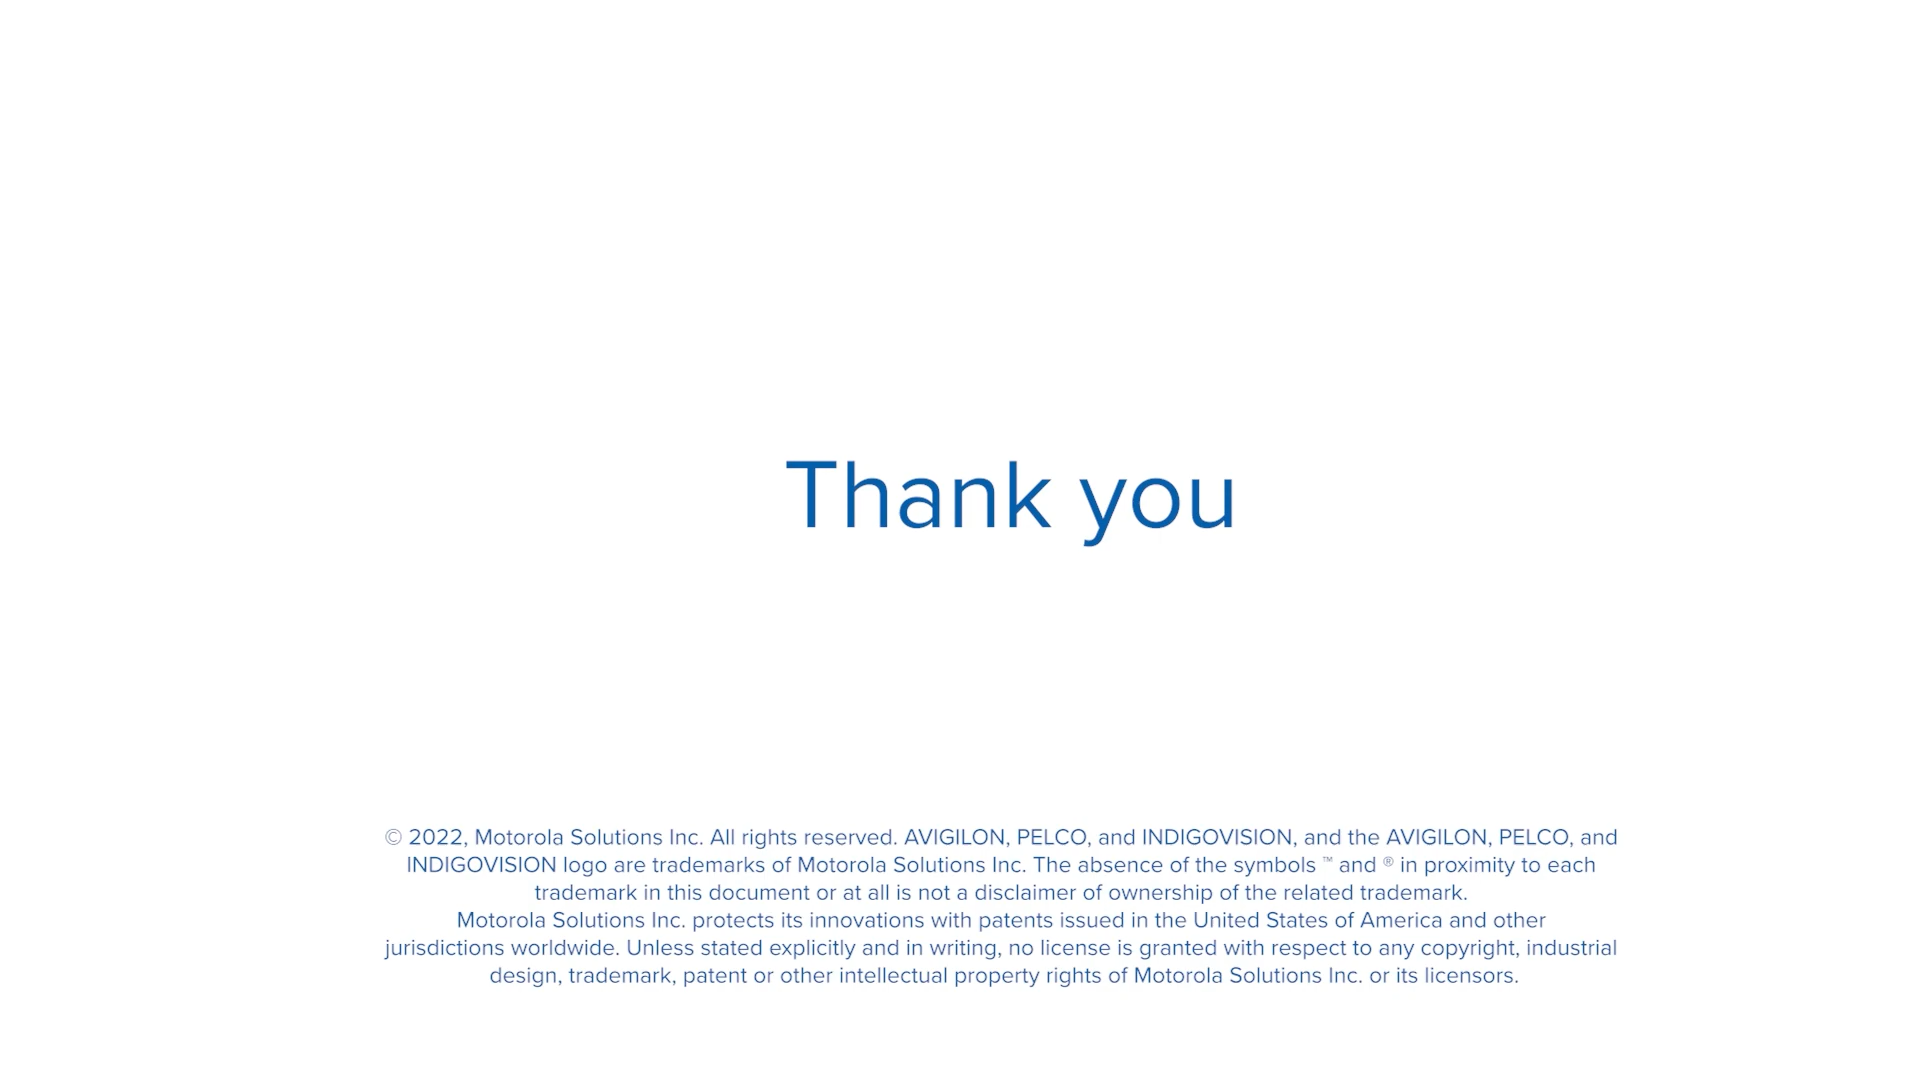 Thank you
© 2022, Motorola Solutions Inc. All rights reserved. AVIGILON, PELCO, and INDIGOVISION, and the AVIGILON, PELCO, and
INDIGOVISION logo are trademarks of Motorola Solutions Inc. The absence of the symbols ™ and ® in proximity to each
trademark in this document or at all is not a disclaimer of ownership of the related trademark.
Motorola Solutions Inc. protects its innovations with patents issued in the United States of America and other
jurisdictions worldwide. Unless stated explicitly and in writing, no license is granted with respect to any copyright, industrial
design, trademark, patent or other intellectual property rights of Motorola Solutions Inc. or its licensors.